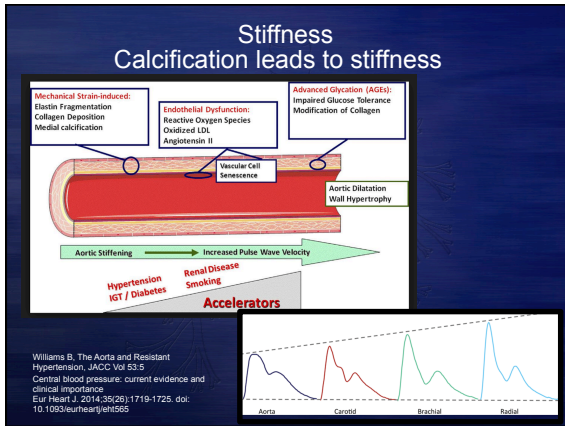 Stiffness
Calcification leads to stiffness
Mechanical Strain-induced:
Elastin Fragmentation
Collagen Deposition
Medial calcification
Endothelial Dysfunction:
Reactive Oxygen Species
Oxidized LDL
Angiotensin II
Advanced Glycation (AGEs):
Impaired Glucose Tolerance
Modification of Collagen
Vascular Cell
Senescence
Aortic Dilatation
Wall Hypertrophy
Aortic Stiffening
Increased Pulse Wave Velocity
Hypertension
IGT / Diabetes
Renal Disease
Smoking
Accelerators
Williams B, The Aorta and Resistant
Hypertension, JACC Vol 53:5
Central blood pressure: current evidence and
clinical importance
Eur Heart J. 2014;35(26):1719-1725. doi:
10.1093/eurheartj/eht565
Aorta
Carotid
Brachial
Radial